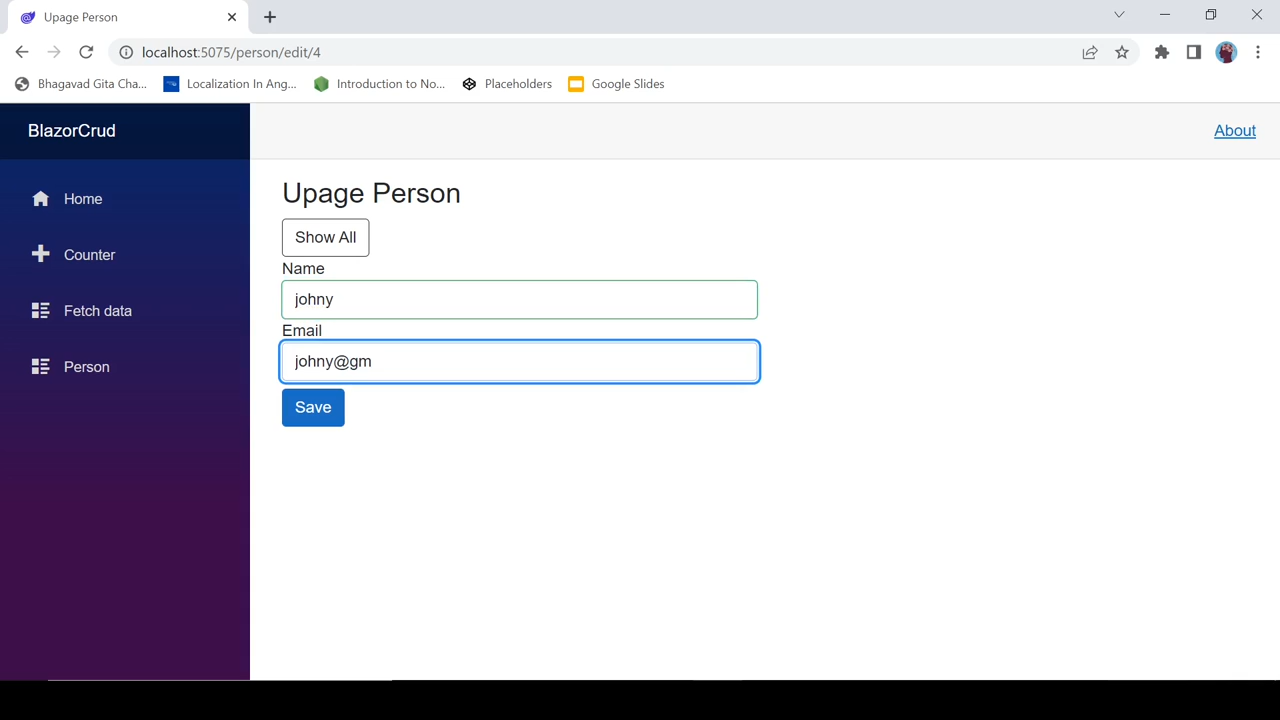 Upage Person
localhost:5075/person/edit/4
Bhagavad Gita Cha...
Localization In Ang...
Introduction to No...
Placeholders
Google Slides
BlazorCrud
About
Home
Counter
Fetch data
Person
Upage Person
Show All
Name
johny
Email
johny@gm
Save